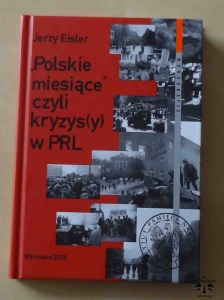 Jerzy Eisler
„Polskie
miesiące"
czyli
kryzys(y)
w PRL
Warszawa 2008